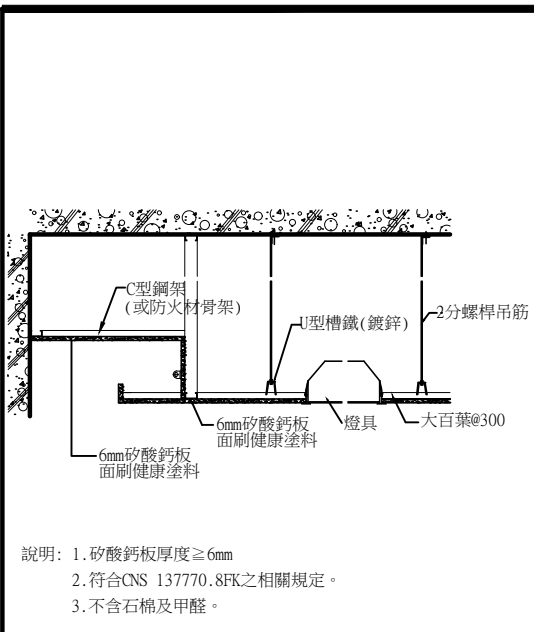 C型鋼架
(或防火材骨架)
U型槽鐵(鍍鋅)
2分螺桿吊筋
6mm矽酸鈣板
面刷健康塗料
燈具
大百葉@300
6mm矽酸鈣板
面刷健康塗料
說明: 1.矽酸鈣板厚度≧6mm
2.符合CNS 137770.8FK之相關規定。
3.不含石棉及甲醛。